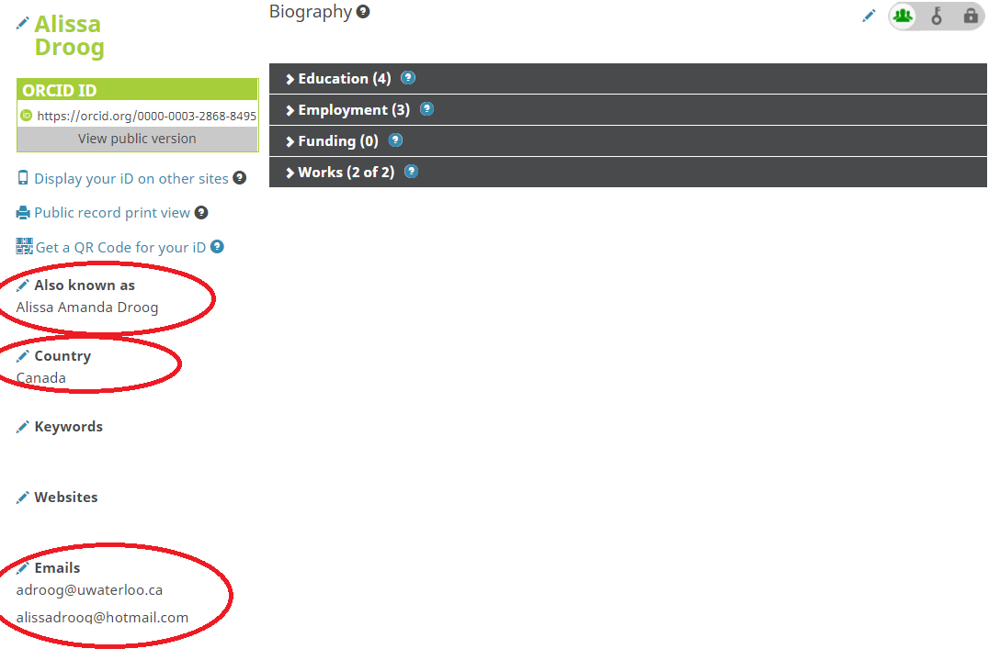 Alissa
Droog
ORCID ID
iD https://orcid.org/0000-0003-2868-8495
View public version
Display your iD on other sites ?
Public record print view ?
Get a QR Code for your iD ?
Also known as
Alissa Amanda Droog
Country
Canada
Keywords
Websites
Emails
adroog@uwaterloo.ca
alissadroog@hotmail.com
Biography ?
Education (4) ?
Employment (3) ?
Funding (0) ?
Works (2 of 2) ?